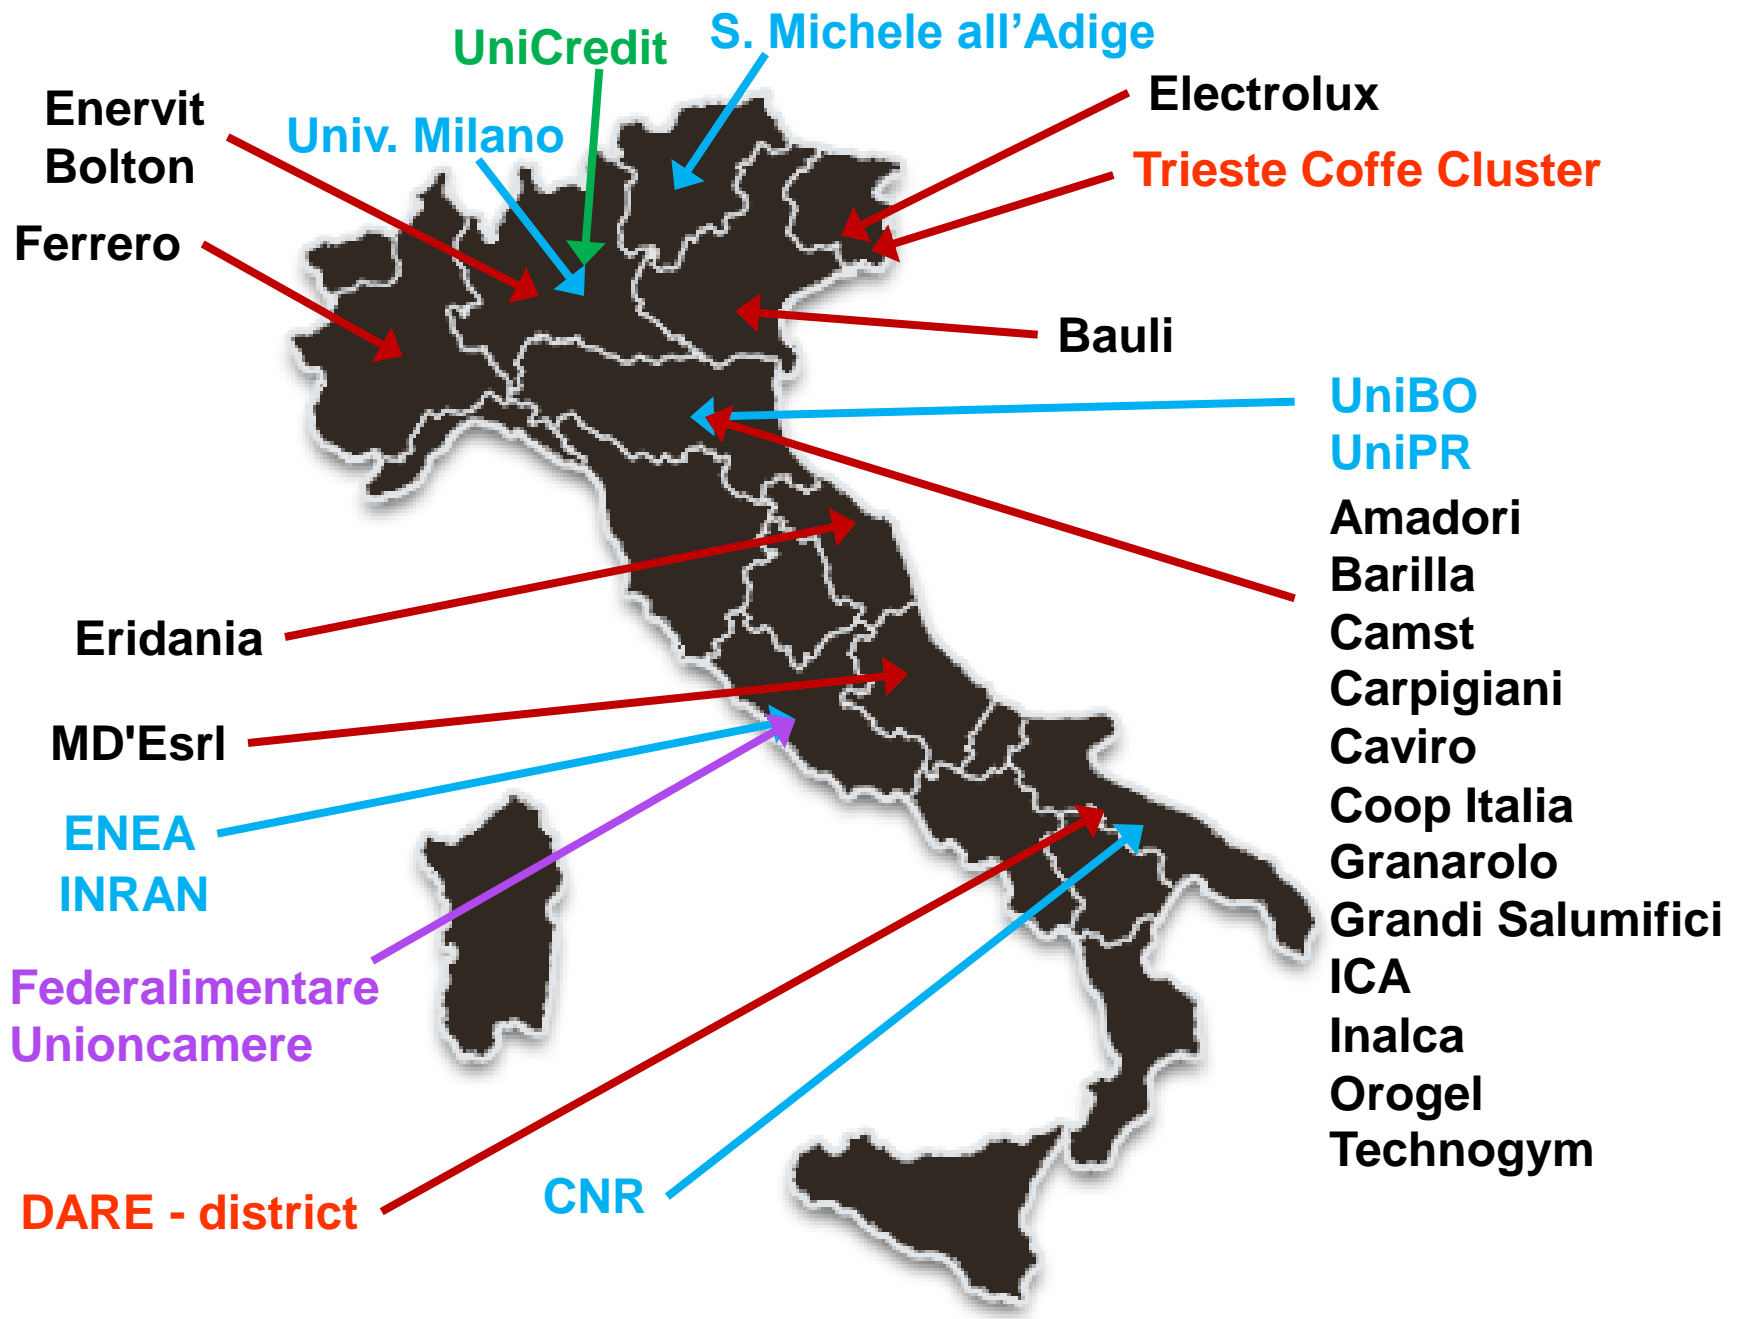 UniCredit
S. Michele all’Adige
Enervit
Bolton
Univ. Milano
Electrolux
Trieste Coffe Cluster
Ferrero
Bauli
UniBO
UniPR
Amadori
Barilla
Camst
Carpigiani
Caviro
Coop Italia
Granarolo
Grandi Salumifici
ICA
Inalca
Orogel
Technogym
Eridania
MD'Esrl
ENEA
INRAN
Federalimentare
Unioncamere
DARE - district
CNR